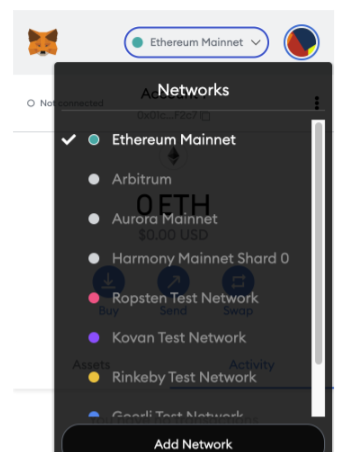 Ethereum Mainnet
Networks
Not connected
Account
0x01c...F2c7
Ethereum Mainnet
Arbitrum
0 ETH
Aurora Mainnet
$0.00 USD
Harmony Mainnet Shard 0
Ropsten Test Network
Buy
Send
Swap
Kovan Test Network
Assets
Activity
Rinkeby Test Network
Goerli Test Network
Add Network